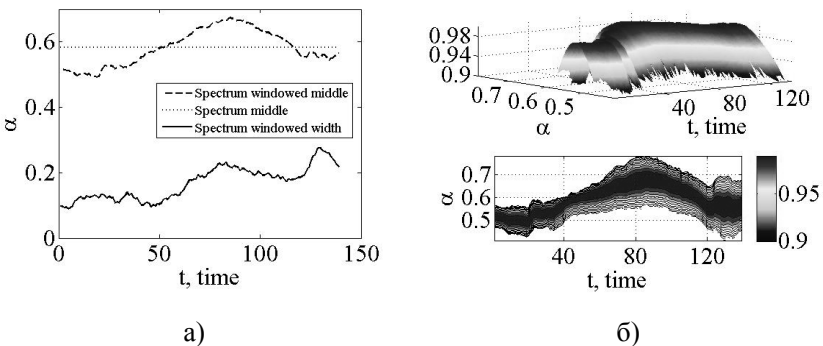 0.6
0.4
0.2
0
α
Spectrum windowed middle
Spectrum middle
Spectrum windowed width
0
50
100
150
t, time
а)
0.98
0.94
0.9
0.7
0.6
0.5
α
40
80
120
t, time
0.7
0.6
0.5
α
40
80
120
t, time
0.95
0.9
б)